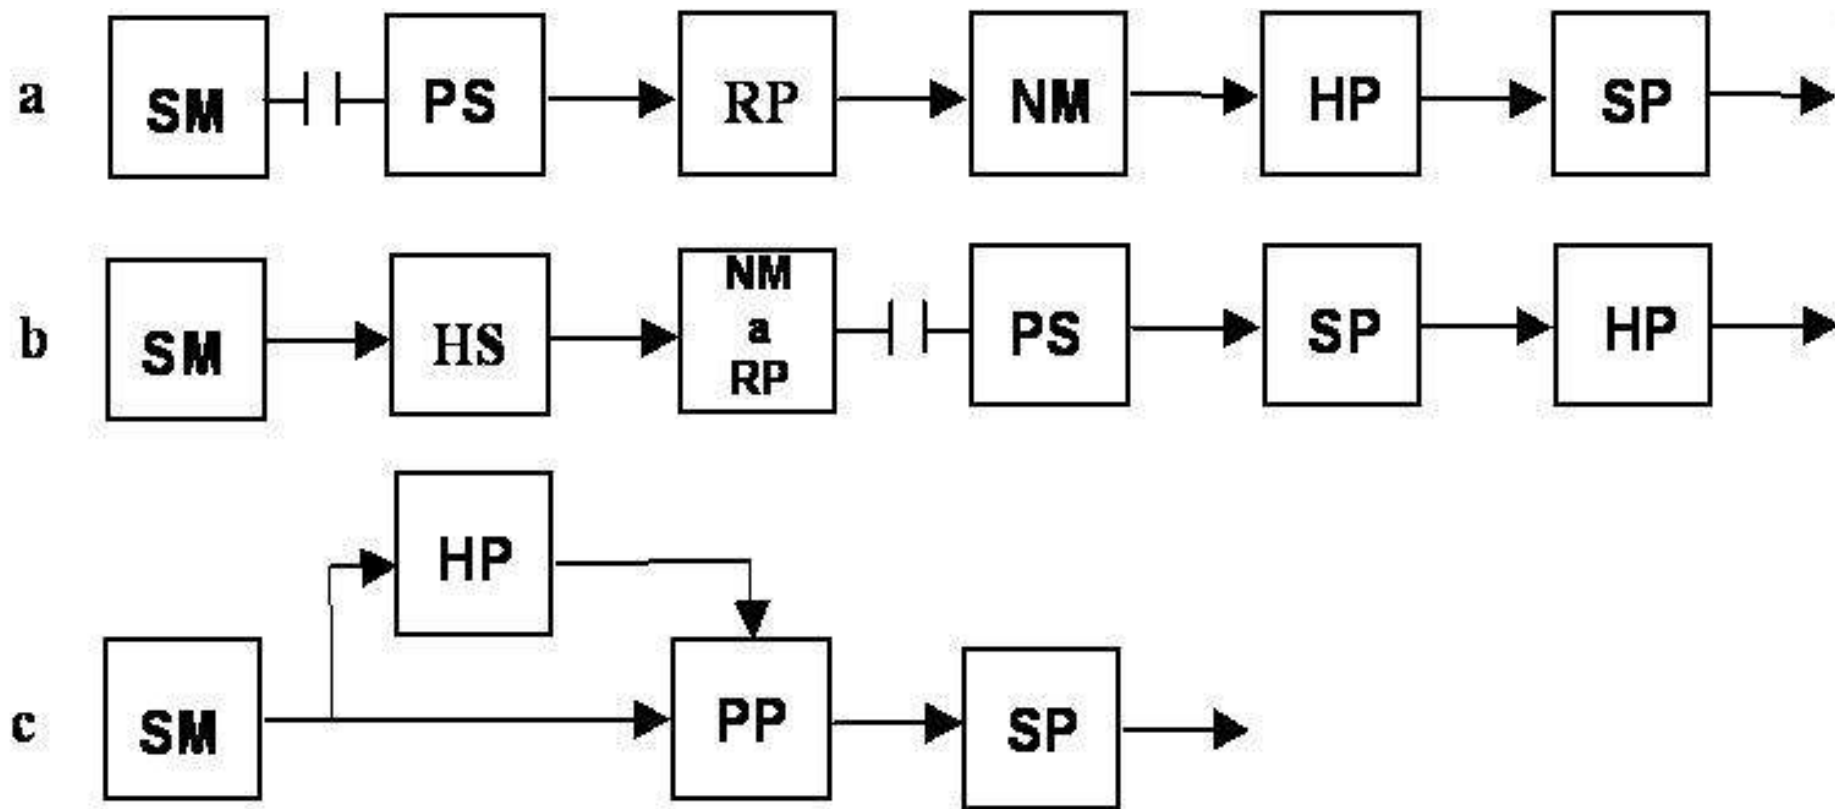 a SM PS RP NM HP SP
b SM HS NM a RP PS SP HP
HP
c SM PP SP